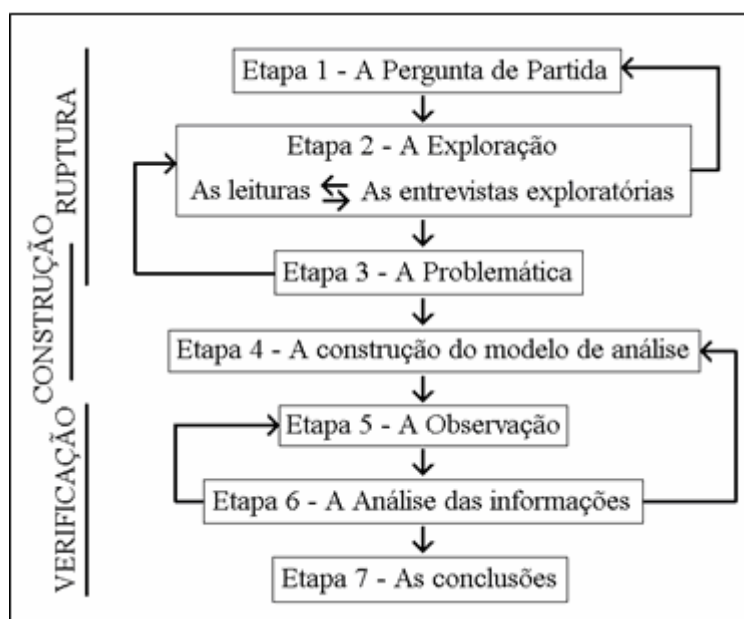 RUPTURA
CONSTRUÇÃO
VERIFICAÇÃO
Etapa 1 - A Pergunta de Partida
Etapa 2 - A Exploração
As leituras As entrevistas exploratórias
Etapa 3 - A Problemática
Etapa 4 - A construção do modelo de análise
Etapa 5 - A Observação
Etapa 6 - A Análise das informações
Etapa 7 - As conclusões